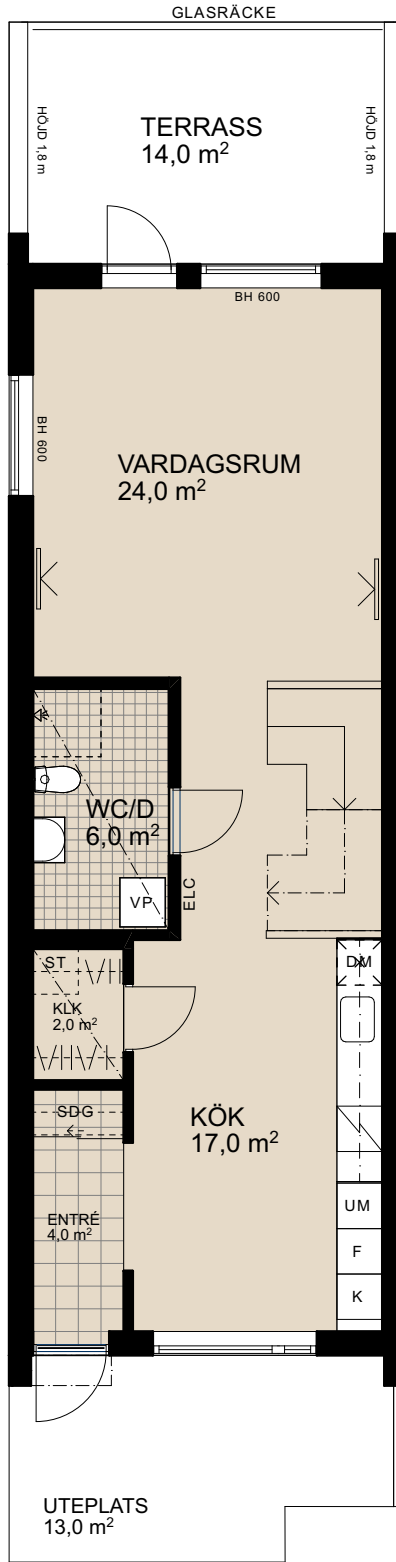 GLASRÄCKE
HÖJD 1,8 m
TERRASS
14,0 m²
HÖJD 1,8 m
BH 600
BH 600
VARDAGSRUM
24,0 m²
WC/D
6,0 m²
VP
ELC
ST
KLK
2,0 m²
DM
SDG
KÖK
17,0 m²
ENTRÉ
4,0 m²
UM
F
K
UTEPLATS
13,0 m²